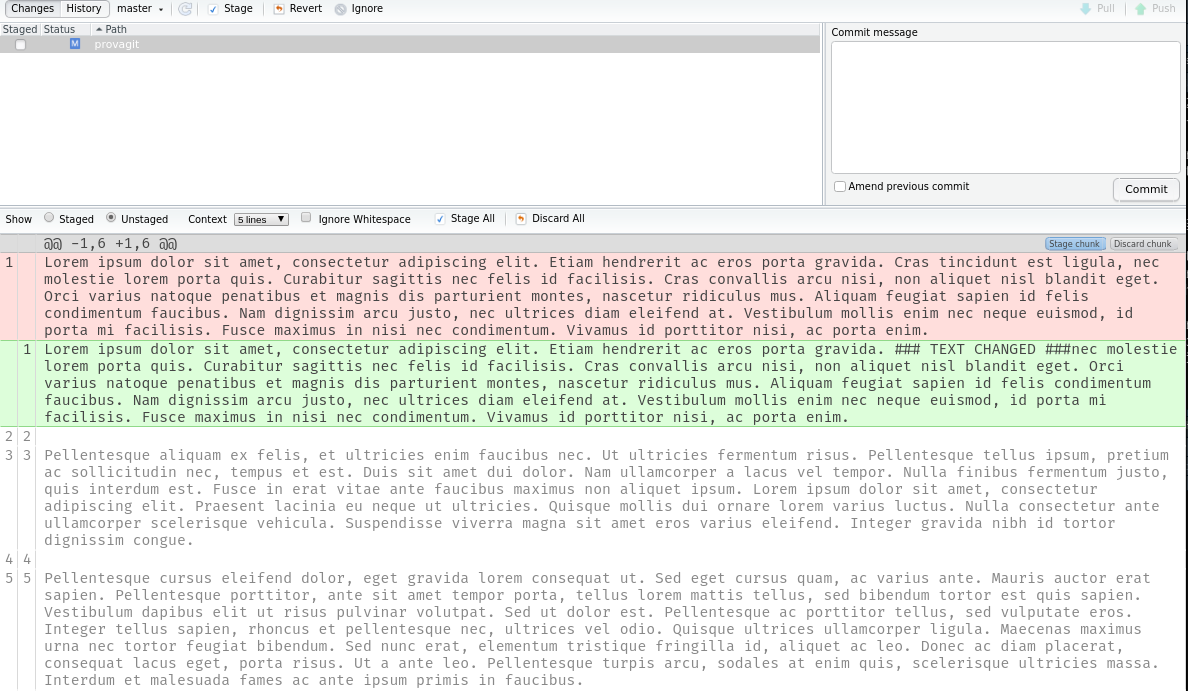 Changes History master Stage Revert Ignore Pull Push
Staged Status Path
M provagit
Commit message
Amend previous commit Commit
Show Staged Unstaged Context 5 lines Ignore Whitespace Stage All Discard All
@@ -1,6 +1,6 @@ Stage chunk Discard chunk
1 Lorem ipsum dolor sit amet, consectetur adipiscing elit. Etiam hendrerit ac eros porta gravida. Cras tincidunt est ligula, nec
molestie lorem porta quis. Curabitur sagittis nec felis id facilisis. Cras convallis arcu nisi, non aliquet nisl blandit eget.
Orci varius natoque penatibus et magnis dis parturient montes, nascetur ridiculus mus. Aliquam feugiat sapien id felis
condimentum faucibus. Nam dignissim arcu justo, nec ultrices diam eleifend at. Vestibulum mollis enim nec neque euismod, id
porta mi facilisis. Fusce maximus in nisi nec condimentum. Vivamus id porttitor nisi, ac porta enim.
1 Lorem ipsum dolor sit amet, consectetur adipiscing elit. Etiam hendrerit ac eros porta gravida. ### TEXT CHANGED ###nec molestie
lorem porta quis. Curabitur sagittis nec felis id facilisis. Cras convallis arcu nisi, non aliquet nisl blandit eget. Orci
varius natoque penatibus et magnis dis parturient montes, nascetur ridiculus mus. Aliquam feugiat sapien id felis condimentum
faucibus. Nam dignissim arcu justo, nec ultrices diam eleifend at. Vestibulum mollis enim nec neque euismod, id porta mi
facilisis. Fusce maximus in nisi nec condimentum. Vivamus id porttitor nisi, ac porta enim.
2 2
3 3 Pellentesque aliquam ex felis, et ultricies enim faucibus nec. Ut ultricies fermentum risus. Pellentesque tellus ipsum, pretium
ac sollicitudin nec, tempus et est. Duis sit amet dui dolor. Nam ullamcorper a lacus vel tempor. Nulla finibus fermentum justo,
quis interdum est. Fusce in erat vitae ante faucibus maximus non aliquet ipsum. Lorem ipsum dolor sit amet, consectetur
adipiscing elit. Praesent lacinia eu neque ut ultricies. Quisque mollis dui ornare lorem varius luctus. Nulla consectetur ante
ullamcorper scelerisque vehicula. Suspendisse viverra magna sit amet eros varius eleifend. Integer gravida nibh id tortor
dignissim congue.
4 4
5 5 Pellentesque cursus eleifend dolor, eget gravida lorem consequat ut. Sed eget cursus quam, ac varius ante. Mauris auctor erat
sapien. Pellentesque porttitor, ante sit amet tempor porta, tellus lorem mattis tellus, sed bibendum tortor est quis sapien.
Vestibulum dapibus elit ut risus pulvinar volutpat. Sed ut dolor est. Pellentesque ac porttitor tellus, sed vulputate eros.
Integer tellus sapien, rhoncus et pellentesque nec, ultrices vel odio. Quisque ultrices ullamcorper ligula. Maecenas maximus
urna nec tortor feugiat bibendum. Sed nunc erat, elementum tristique fringilla id, aliquet ac leo. Donec ac diam placerat,
consequat lacus eget, porta risus. Ut a ante leo. Pellentesque turpis arcu, sodales at enim quis, scelerisque ultricies massa.
Interdum et malesuada fames ac ante ipsum primis in faucibus.